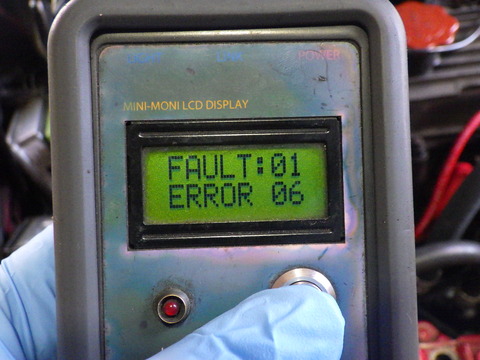 POWER
MINI-MONI LCD DISPLAY
FAULT:01
ERROR 06